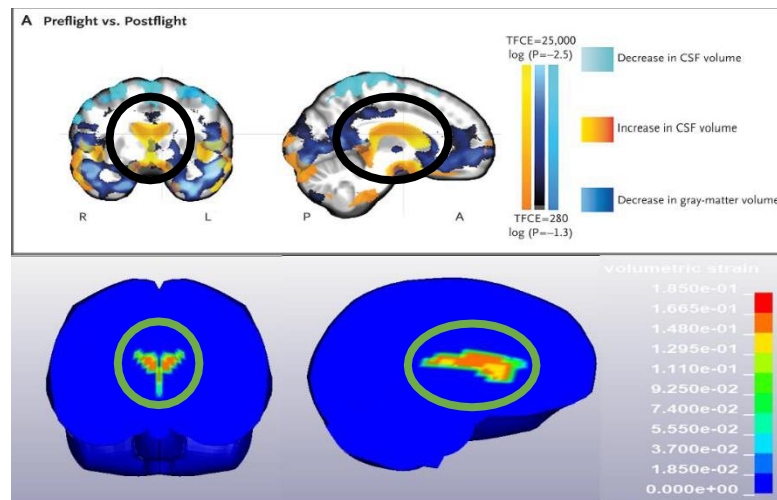 A Preflight vs. Postflight
TFCE=25,000
log (P=−2.5)
Decrease in CSF volume
Increase in CSF volume
Decrease in gray-matter volume
R
L
P
A
TFCE=280
log (P=−1.3)
volumetric strain
1.850e-01
1.665e-01
1.480e-01
1.295e-01
1.110e-01
9.250e-02
7.400e-02
5.550e-02
3.700e-02
1.850e-02
0.000e+00